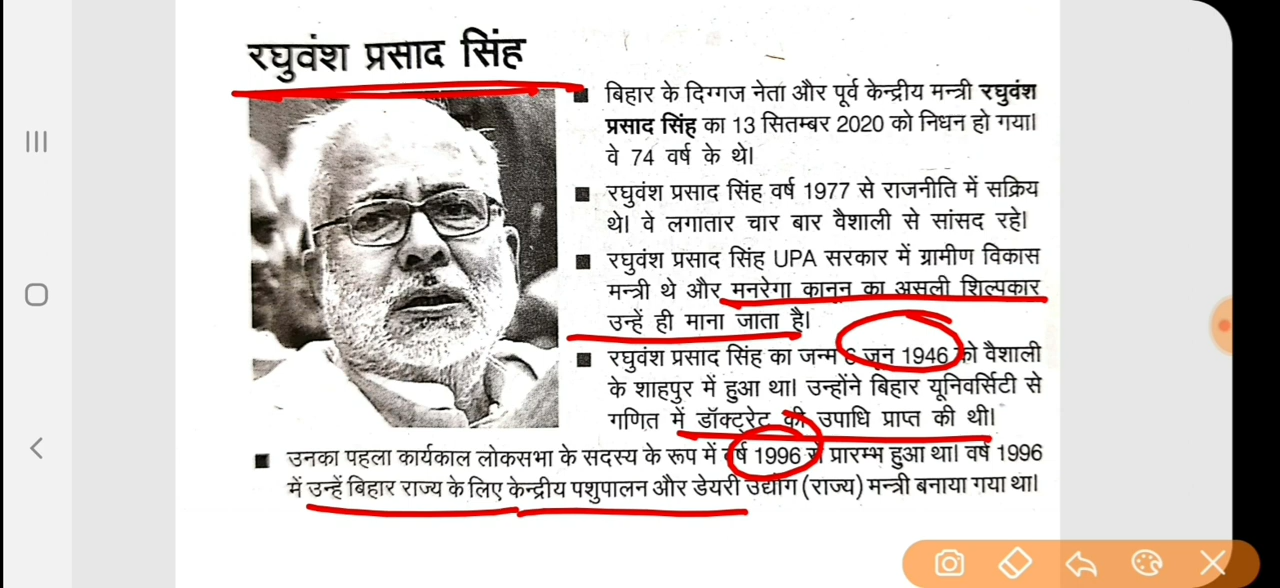 रघुवंश प्रसाद सिंह
■ बिहार के दिग्गज नेता और पूर्व केन्द्रीय मन्त्री रघुवंश
प्रसाद सिंह का 13 सितम्बर 2020 को निधन हो गया।
वे 74 वर्ष के थे।
■ रघुवंश प्रसाद सिंह वर्ष 1977 से राजनीति में सक्रिय
थे। वे लगातार चार बार वैशाली से सांसद रहे।
■ रघुवंश प्रसाद सिंह UPA सरकार में ग्रामीण विकास
मन्त्री थे और मनरेगा कानून का असली शिल्पकार
उन्हें ही माना जाता है।
■ रघुवंश प्रसाद सिंह का जन्म 6 जून 1946 को वैशाली
के शाहपुर में हुआ था। उन्होंने बिहार यूनिवर्सिटी से
गणित में डॉक्ट्रेट की उपाधि प्राप्त की थी।
■ उनका पहला कार्यकाल लोकसभा के सदस्य के रूप में वर्ष 1996 से प्रारम्भ हुआ था। वर्ष 1996
में उन्हें बिहार राज्य के लिए केन्द्रीय पशुपालन और डेयरी उद्योग (राज्य) मन्त्री बनाया गया था।